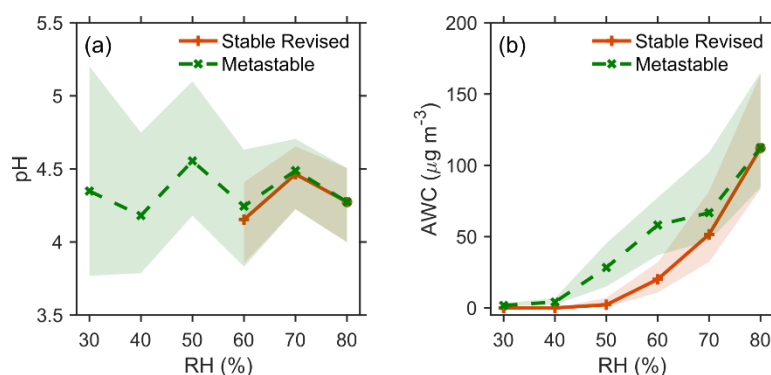 (a)
Stable Revised
Metastable
5.5
5
4.5
4
3.5
pH
30 40 50 60 70 80
RH (%)
(b)
Stable Revised
Metastable
200
150
100
50
0
AWC (μg m⁻³)
30 40 50 60 70 80
RH (%)